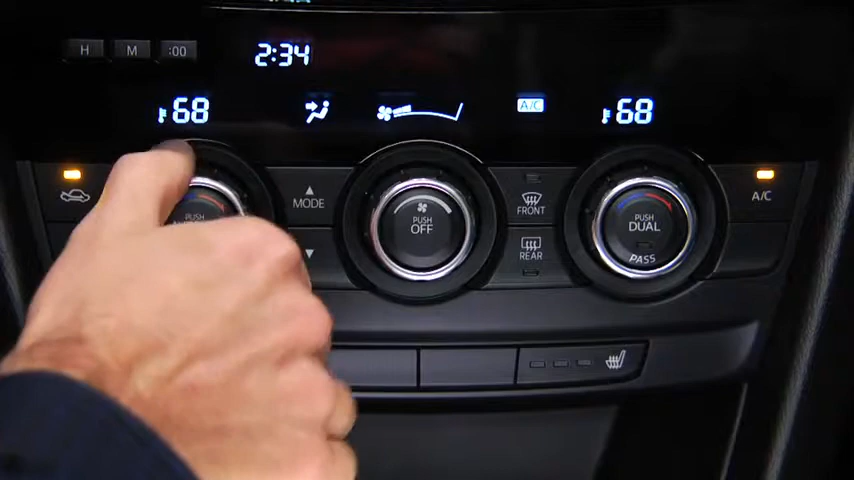 H M :00
2:34
68 A/C 68
MODE
PUSH
OFF
FRONT
REAR
PUSH
DUAL
PASS
A/C
PUSH